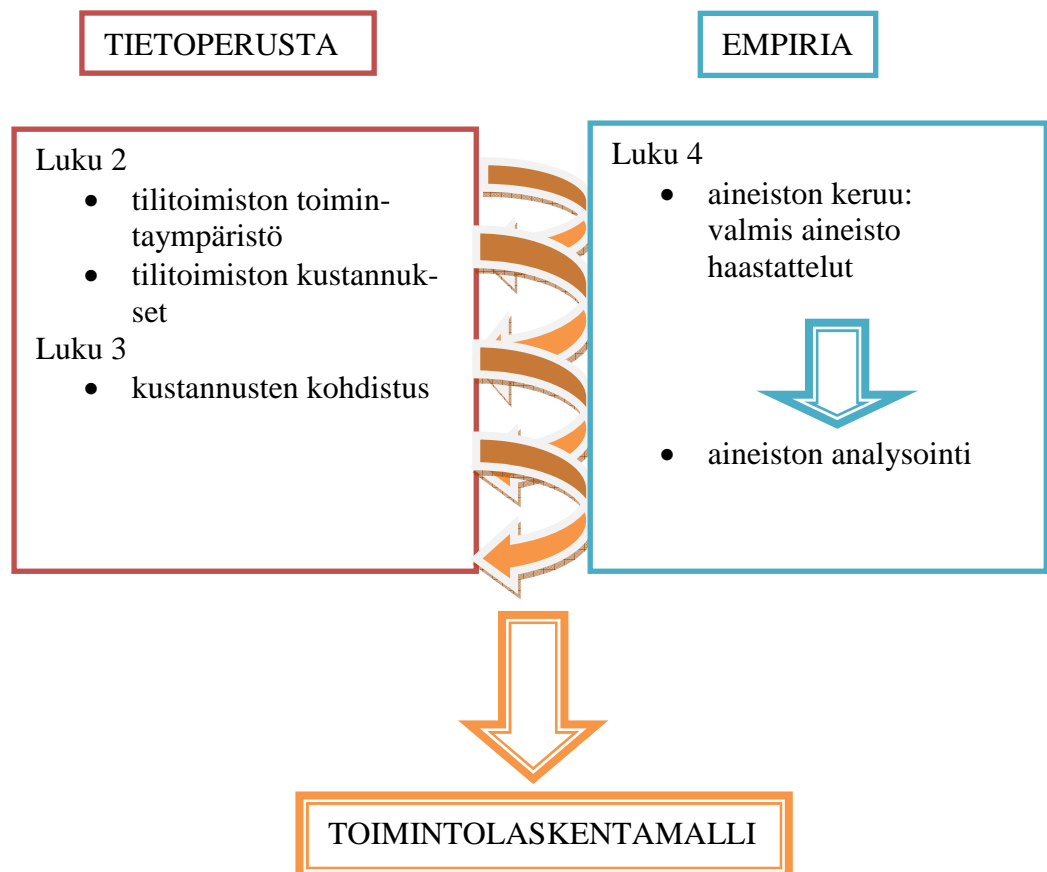 TIETOPERUSTA
EMPIRIA
Luku 2
• tilitoimiston toimin-
taympäristö
• tilitoimiston kustannuk-
set
Luku 3
• kustannusten kohdistus
Luku 4
• aineiston keruu:
valmis aineisto
haastattelut
• aineiston analysointi
TOIMINTOLASKENTAMALLI